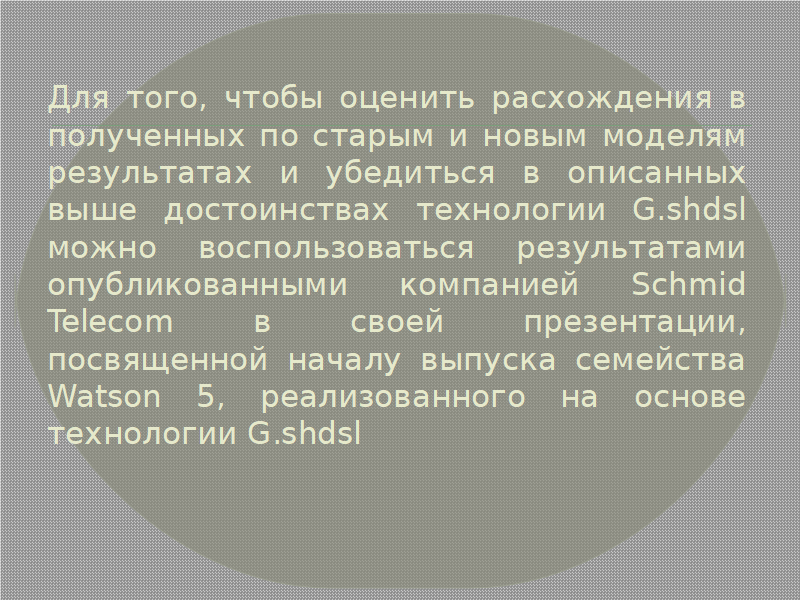 Для того, чтобы оценить расхождения в
полученных по старым и новым моделям
результатах и убедиться в описанных
выше достоинствах технологии G.shdsl
можно воспользоваться результатами
опубликованными компанией Schmid
Telecom в своей презентации,
посвященной началу выпуска семейства
Watson 5, реализованного на основе
технологии G.shdsl